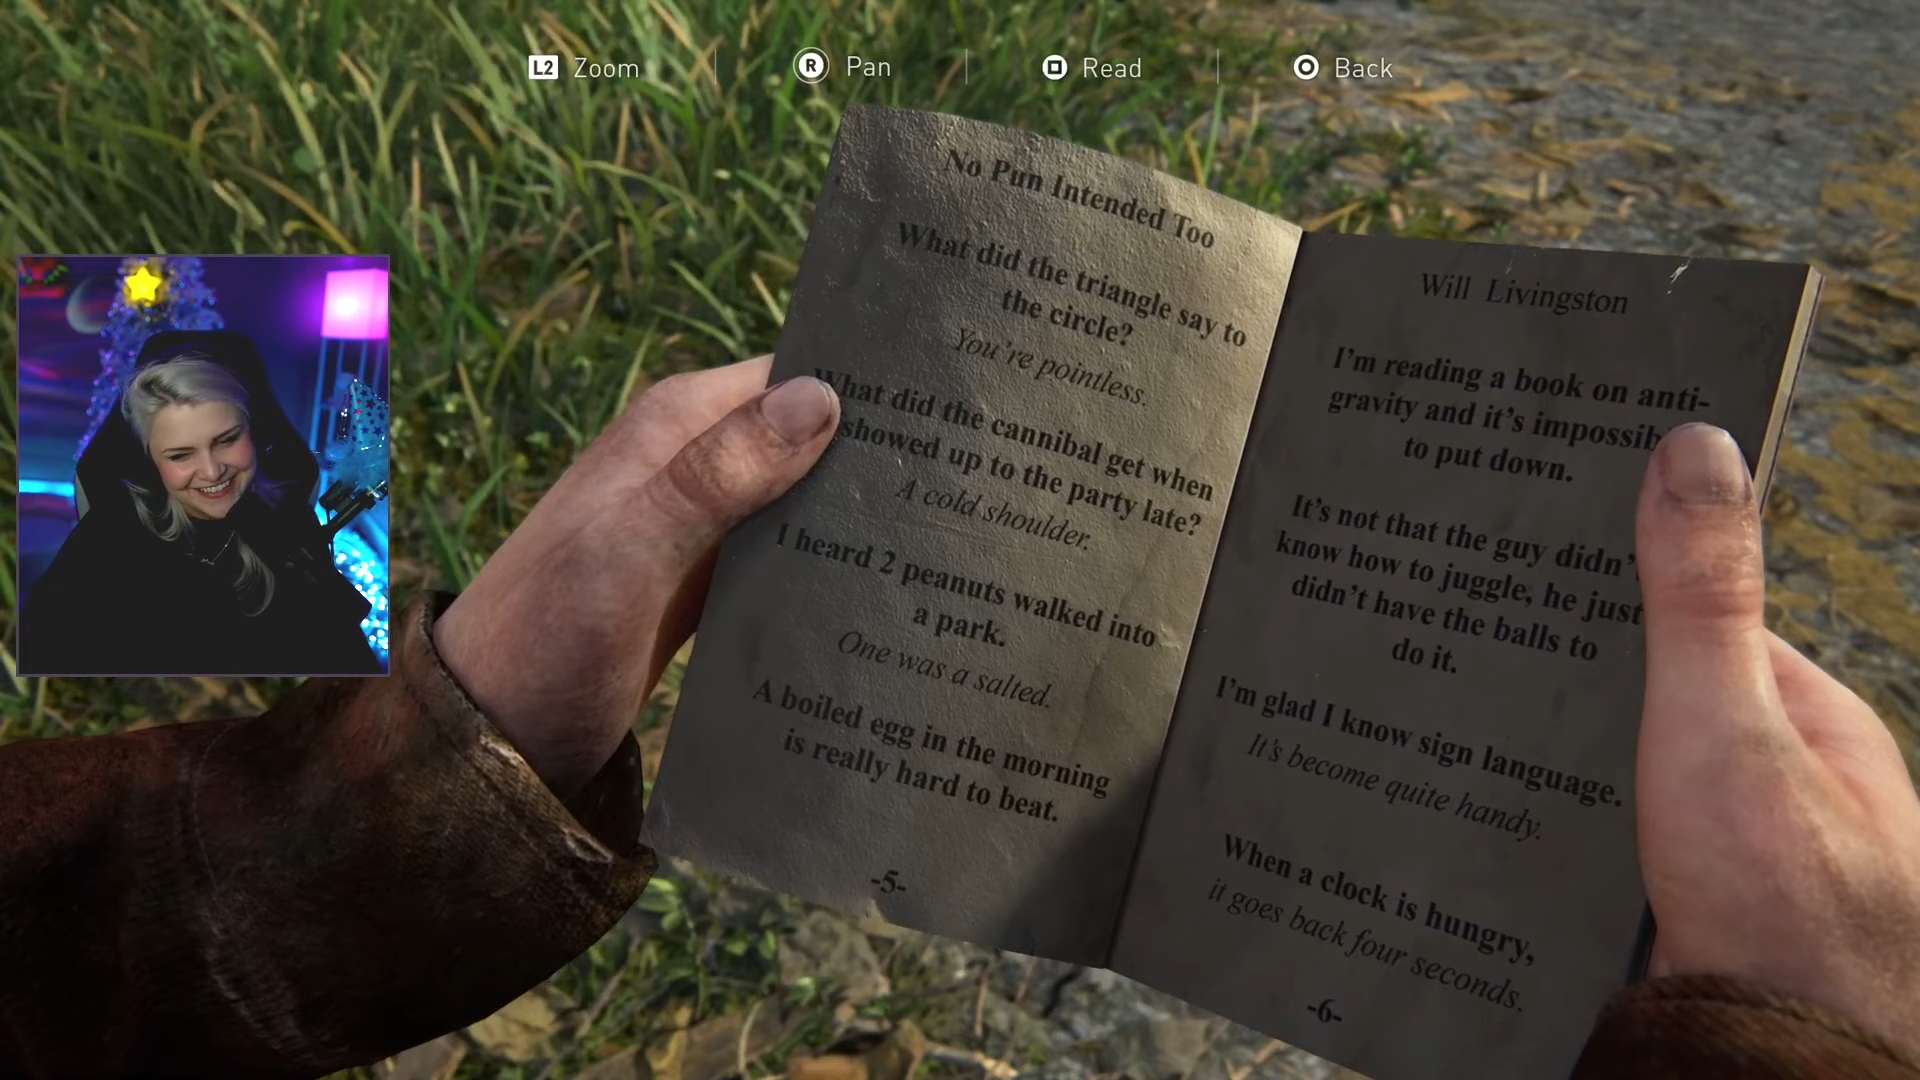 L2 Zoom
R Pan
Read
Back
No Pun Intended Too
What did the triangle say to
the circle?
You're pointless.
What did the cannibal get when
showed up to the party late?
A cold shoulder.
I heard 2 peanuts walked into
a park.
One was a salted.
A boiled egg in the morning
is really hard to beat.
-5-
Will Livingston
I'm reading a book on anti-
gravity and it's impossib
to put down.
It's not that the guy didn'
know how to juggle, he just
didn't have the balls to
do it.
I'm glad I know sign language.
It's become quite handy.
When a clock is hungry,
it goes back four seconds.
-6-